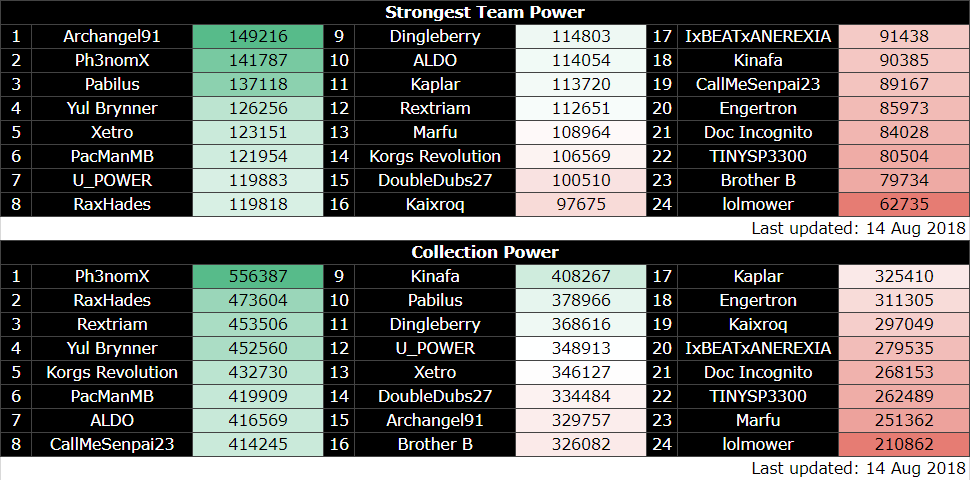 Strongest Team Power
1 Archangel91 149216 9 Dingleberry 114803 17 IxBEATxANEREXIA 91438
2 Ph3nomX 141787 10 ALDO 114054 18 Kinafa 90385
3 Pabilus 137118 11 Kaplar 113720 19 CallMeSenpai23 89167
4 Yul Brynner 126256 12 Rextriam 112651 20 Engertron 85973
5 Xetro 123151 13 Marfu 108964 21 Doc Incognito 84028
6 PacManMB 121954 14 Korgs Revolution 106569 22 TINYSP3300 80504
7 U_POWER 119883 15 DoubleDubs27 100510 23 Brother B 79734
8 RaxHades 119818 16 Kaixroq 97675 24 lolmower 62735
Last updated: 14 Aug 2018
Collection Power
1 Ph3nomX 556387 9 Kinafa 408267 17 Kaplar 325410
2 RaxHades 473604 10 Pabilus 378966 18 Engertron 311305
3 Rextriam 453506 11 Dingleberry 368616 19 Kaixroq 297049
4 Yul Brynner 452560 12 U_POWER 348913 20 IxBEATxANEREXIA 279535
5 Korgs Revolution 432730 13 Xetro 346127 21 Doc Incognito 268153
6 PacManMB 419909 14 DoubleDubs27 334484 22 TINYSP3300 262489
7 ALDO 416569 15 Archangel91 329757 23 Marfu 251362
8 CallMeSenpai23 414245 16 Brother B 326082 24 lolmower 210862
Last updated: 14 Aug 2018